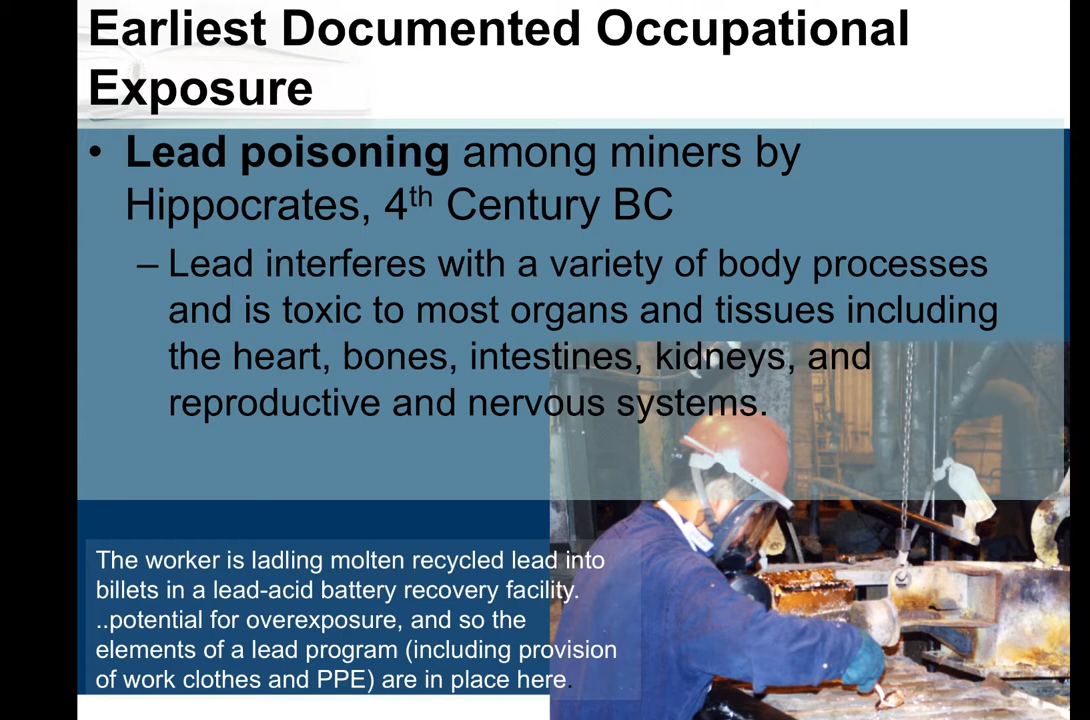 Earliest Documented Occupational
Exposure
• Lead poisoning among miners by
Hippocrates, 4th Century BC
– Lead interferes with a variety of body processes
and is toxic to most organs and tissues including
the heart, bones, intestines, kidneys, and
reproductive and nervous systems.
The worker is ladling molten recycled lead into
billets in a lead-acid battery recovery facility.
..potential for overexposure, and so the
elements of a lead program (including provision
of work clothes and PPE) are in place here.